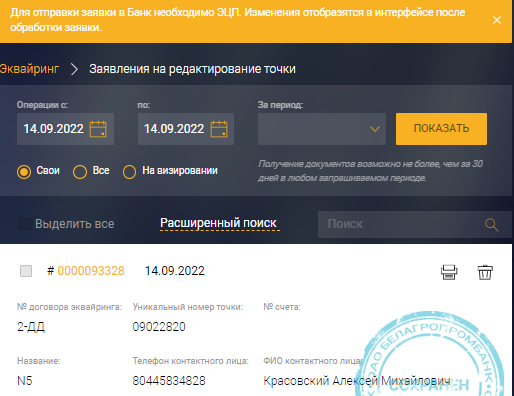 Для отправки заявки в Банк необходимо ЭЦП. Изменения отобразятся в интерфейсе после
обработки заявки.
Эквайринг > Заявления на редактирование точки
Операции с: по: За период:
14.09.2022 14.09.2022 ПОКАЗАТЬ
Свои Все На визировании
Получение документов возможно не более, чем за 30
дней в любом запрашиваемом периоде.
Выделить все Расширенный поиск Поиск
# 0000093328 14.09.2022
№ договора эквайринга: Уникальный номер точки: № счета:
2-ДД 09022820
Название: Телефон контактного лица: ФИО контактного лица:
N5 80445834828 Красовский Алексей Михайлович
ОАО БЕЛАГРОПРОМБАНК
СОХРАНЕН